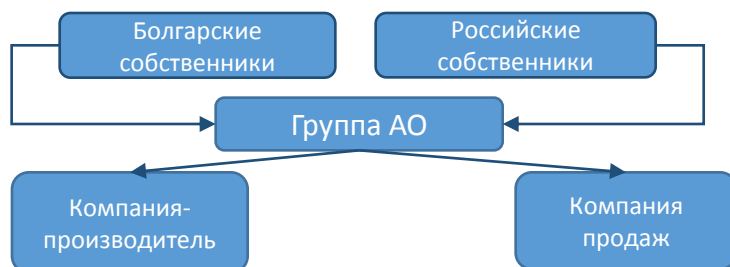 Болгарские
собственники
Российские
собственники
Группа АО
Компания-
производитель
Компания
продаж